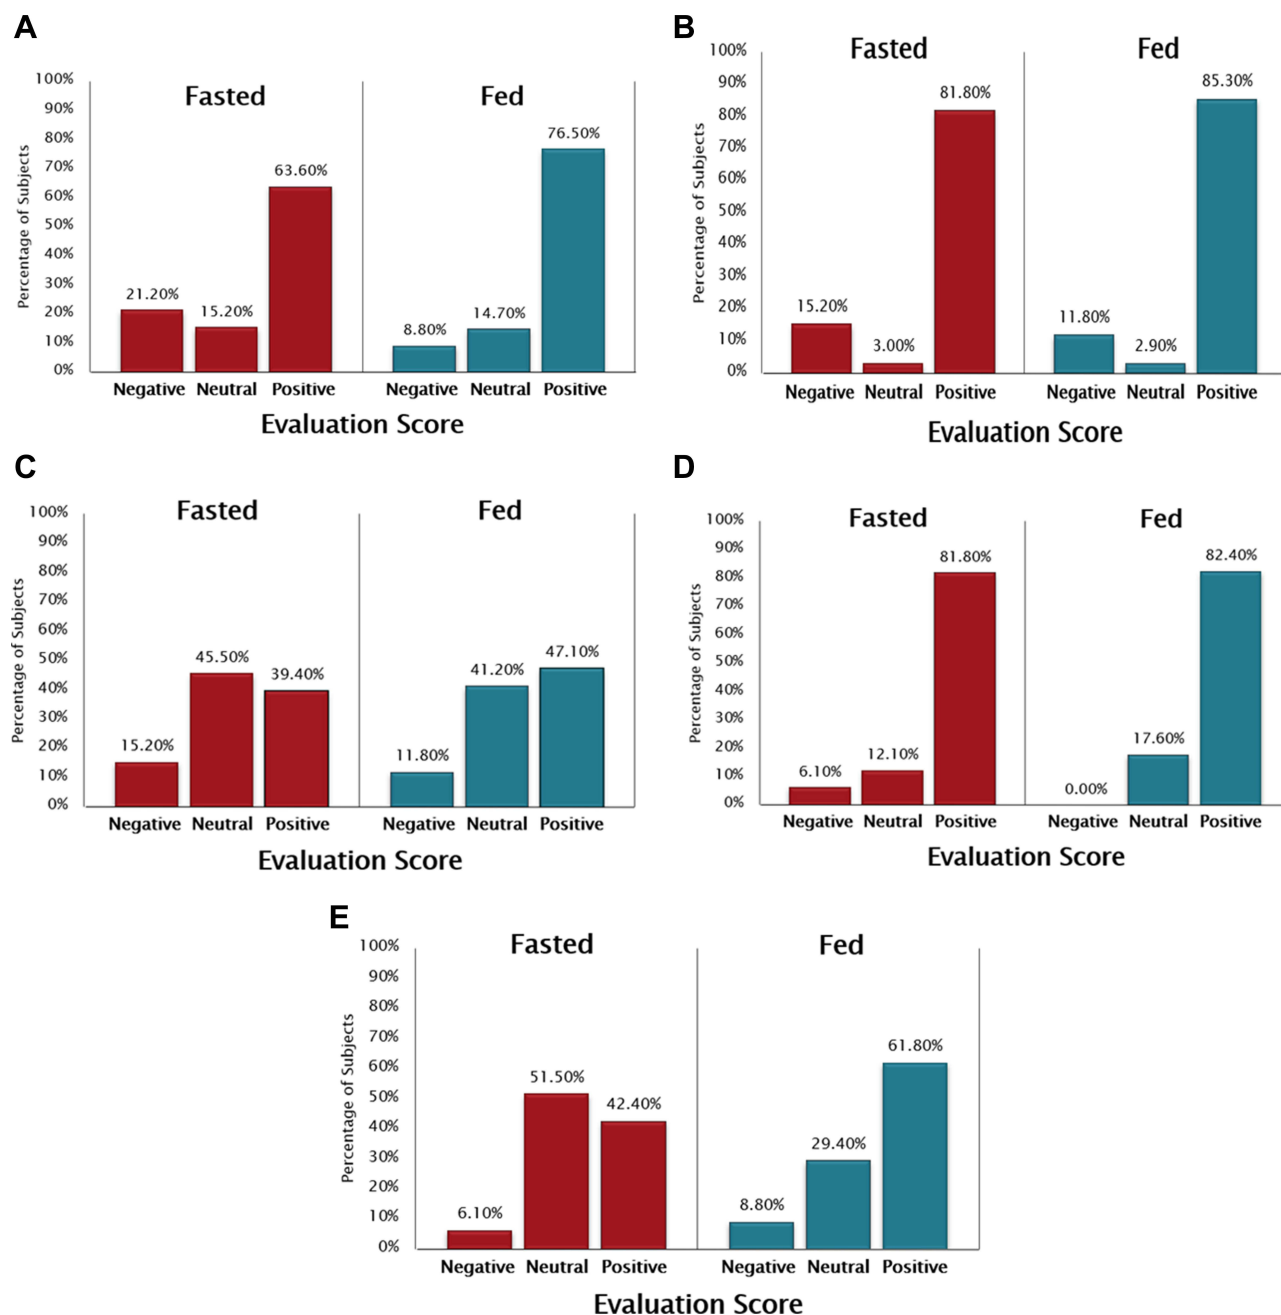 A
Fasted
Fed
100%
90%
80%
70%
60%
50%
40%
30%
20%
10%
0%
Percentage of Subjects
21.20%
15.20%
63.60%
8.80%
14.70%
76.50%
Negative Neutral Positive
Negative Neutral Positive
Evaluation Score
B
Fasted
Fed
100%
90%
80%
70%
60%
50%
40%
30%
20%
10%
0%
Percentage of Subjects
15.20%
3.00%
81.80%
11.80%
2.90%
85.30%
Negative Neutral Positive
Negative Neutral Positive
Evaluation Score
C
Fasted
Fed
100%
90%
80%
70%
60%
50%
40%
30%
20%
10%
0%
Percentage of Subjects
15.20%
45.50%
39.40%
11.80%
41.20%
47.10%
Negative Neutral Positive
Negative Neutral Positive
Evaluation Score
D
Fasted
Fed
100%
90%
80%
70%
60%
50%
40%
30%
20%
10%
0%
Percentage of Subjects
6.10%
12.10%
81.80%
0.00%
17.60%
82.40%
Negative Neutral Positive
Negative Neutral Positive
Evaluation Score
E
Fasted
Fed
100%
90%
80%
70%
60%
50%
40%
30%
20%
10%
0%
Percentage of Subjects
6.10%
51.50%
42.40%
8.80%
29.40%
61.80%
Negative Neutral Positive
Negative Neutral Positive
Evaluation Score